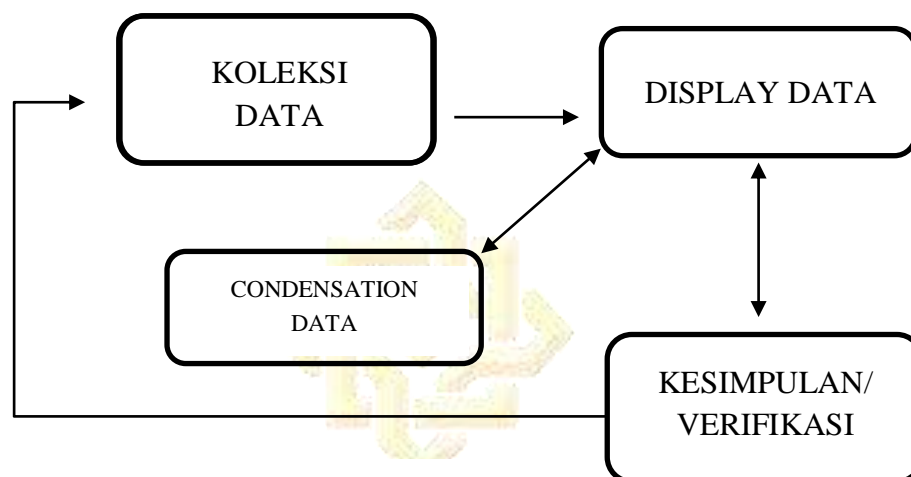 KOLEKSI
DATA
DISPLAY DATA
CONDENSATION
DATA
KESIMPULAN/
VERIFIKASI